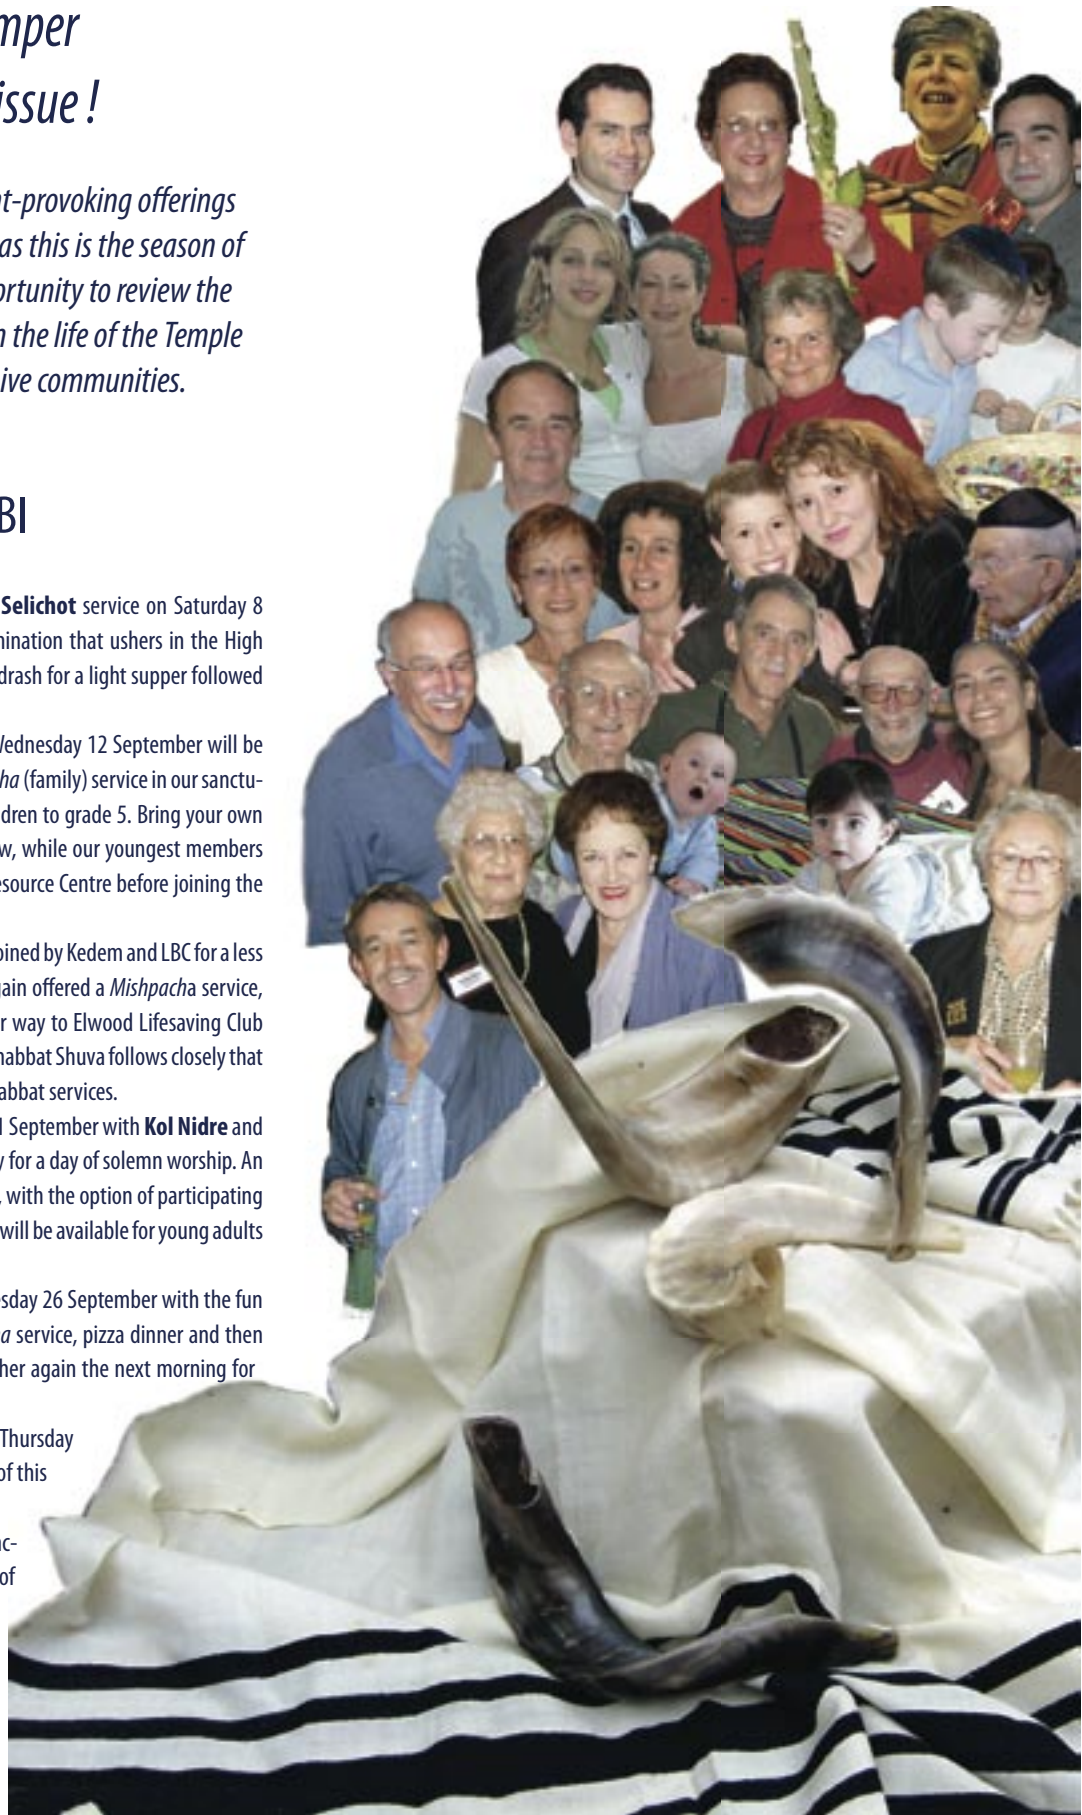 mper
issue !
t-provoking offerings
as this is the season of
ortunity to review the
n the life of the Temple
ive communities.
BI
Selichot service on Saturday 8
mination that ushers in the High
drash for a light supper followed
Wednesday 12 September will be
ha (family) service in our sanctu-
dren to grade 5. Bring your own
w, while our youngest members
esource Centre before joining the
oined by Kedem and LBC for a less
gain offered a Mishpacha service,
r way to Elwood Lifesaving Club
habbat Shuva follows closely that
abbat services.
1 September with Kol Nidre and
y for a day of solemn worship. An
, with the option of participating
will be available for young adults
esday 26 September with the fun
a service, pizza dinner and then
her again the next morning for
Thursday
of this
ac-
of